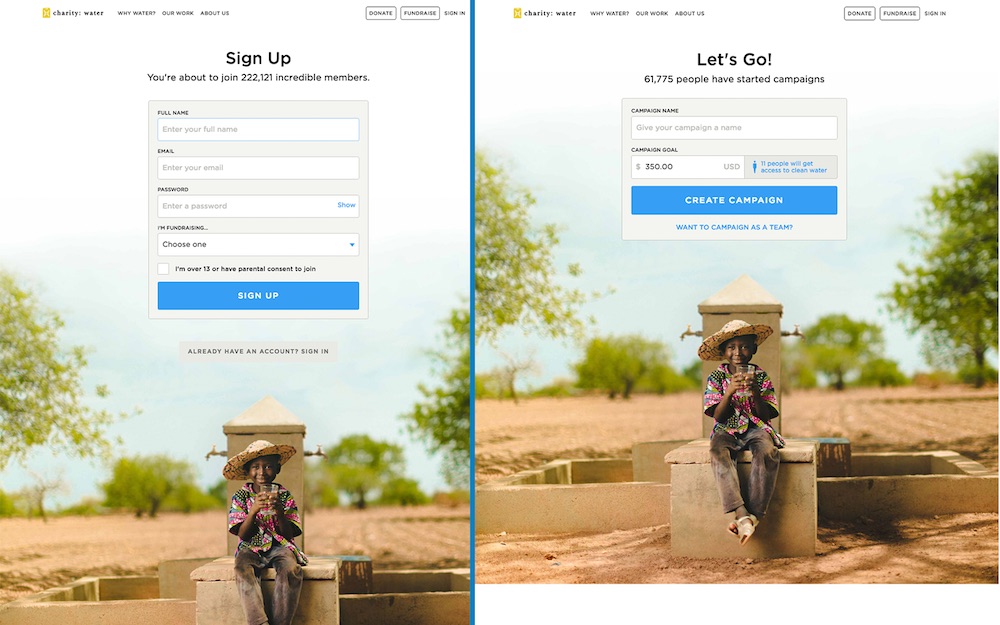 charity: water
WHY WATER? OUR WORK ABOUT US
DONATE FUNDRAISE SIGN IN
Sign Up
You're about to join 222,121 incredible members.
FULL NAME
Enter your full name
EMAIL
Enter your email
PASSWORD
Enter a password Show
I'M FUNDRAISING...
Choose one
I'm over 13 or have parental consent to join
SIGN UP
ALREADY HAVE AN ACCOUNT? SIGN IN
charity: water
WHY WATER? OUR WORK ABOUT US
DONATE FUNDRAISE SIGN IN
Let's Go!
61,775 people have started campaigns
CAMPAIGN NAME
Give your campaign a name
CAMPAIGN GOAL
$ 350.00 USD
11 people will get
access to clean water
CREATE CAMPAIGN
WANT TO CAMPAIGN AS A TEAM?